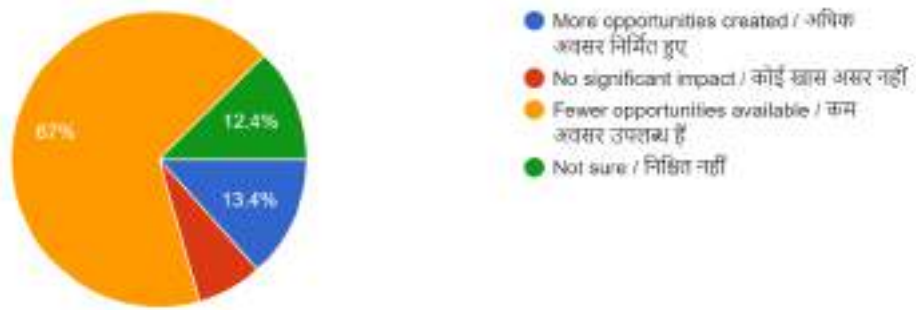 More opportunities created / अधिक
अवसर निर्मित हुए
No significant impact / कोई खास असर नहीं
Fewer opportunities available / कम
अवसर उपलब्ध हैं
Not sure / निश्चित नहीं
67%
12.4%
13.4%